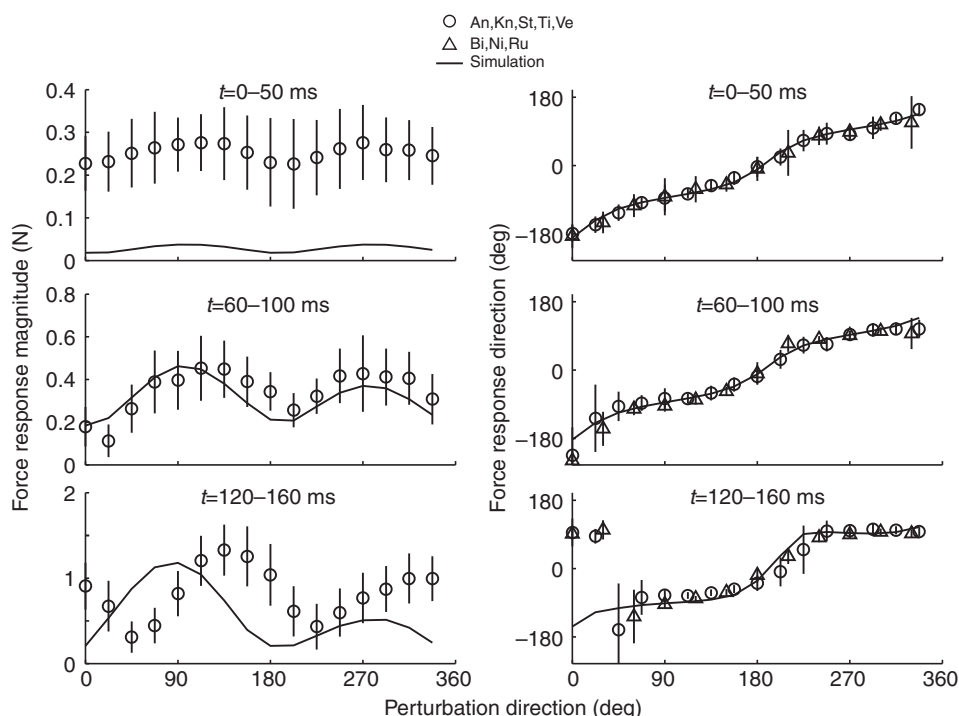 An,Kn,St,Ti,Ve
Bi,Ni,Ru
Simulation
t=0–50 ms
0.4
0.3
0.2
0.1
0
t=0–50 ms
180
0
−180
t=60–100 ms
0.8
0.6
0.4
0.2
0
t=60–100 ms
180
0
−180
t=120–160 ms
2
1
0
0 90 180 270 360
t=120–160 ms
180
0
−180
0 90 180 270 360
Force response magnitude (N)
Force response direction (deg)
Perturbation direction (deg)